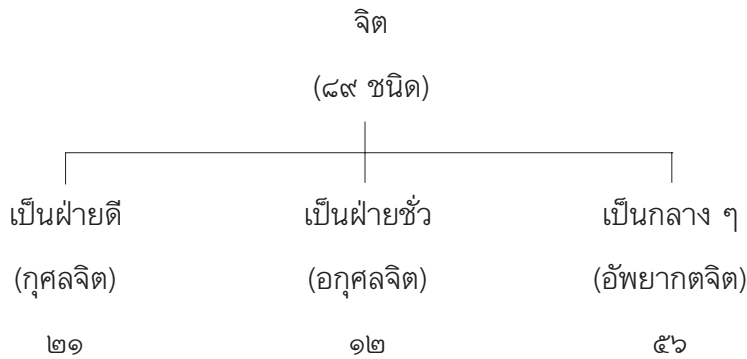 จิต
(๘๙ ชนิด)
เป็นฝ่ายดี เป็นฝ่ายชั่ว เป็นกลาง ๆ
(กุศลจิต) (อกุศลจิต) (อัพยากตจิต)
๒๑ ๑๒ ๕๖